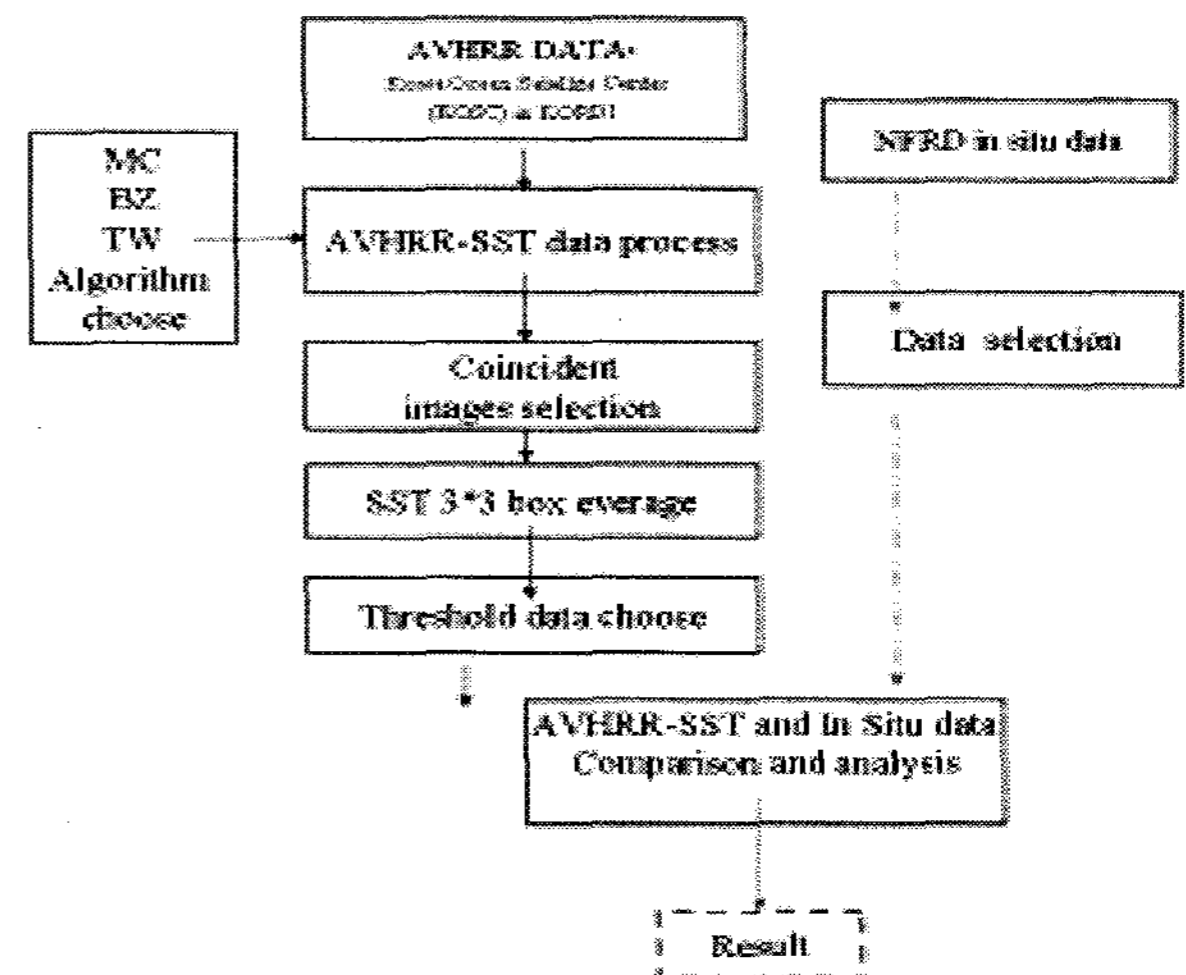 AVHRR DATA-
Satellite Center
MC
BZ
TW
Algorithm
choose
AVHRR-SST data process
Coincident
images selection
SST 3*3 box everage
Threshold data choose
NFRD in situ data
Data selection
AVHRR-SST and In Situ data
Comparison and analysis
Result